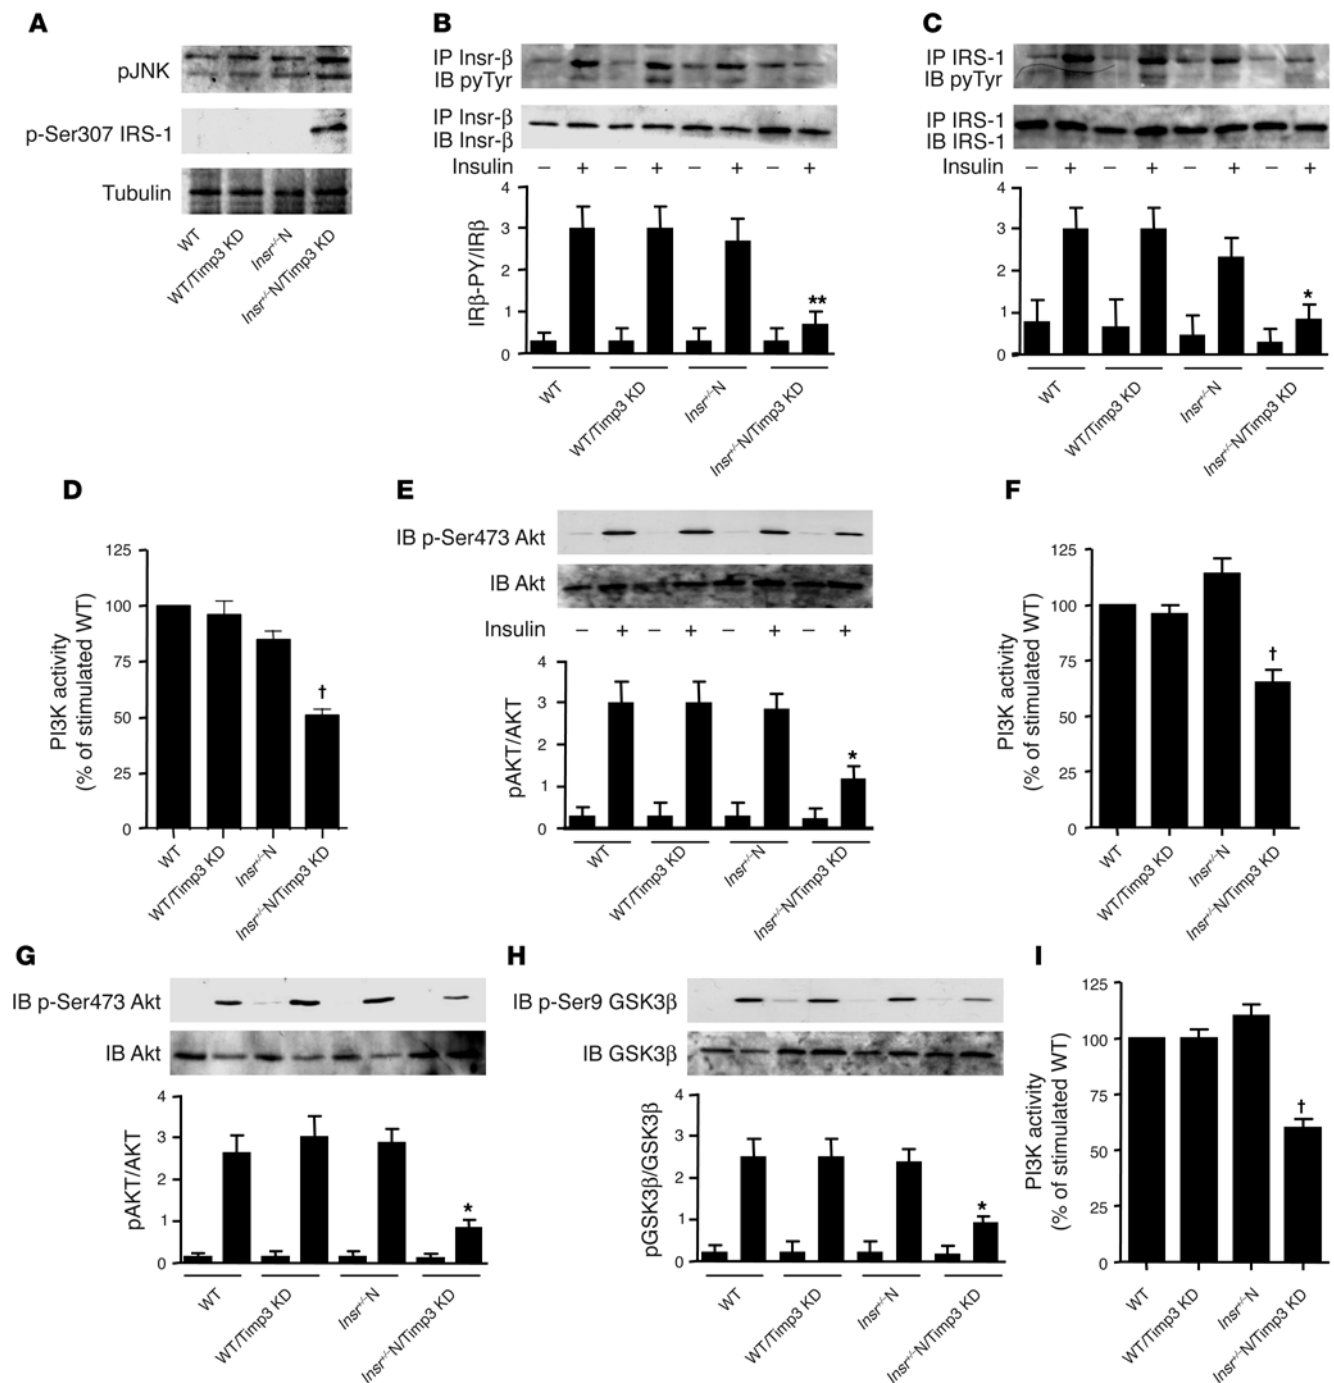 A
pJNK
p-Ser307 IRS-1
Tubulin
WT
WT/Timp3 KD
Insr+/–N
Insr+/–N/Timp3 KD
B
IP Insr-β
IB pyTyr
IP Insr-β
IB Insr-β
Insulin – + – + – + – +
IRβ-PY/IRβ
4
3
2
1
0
**
WT
WT/Timp3 KD
Insr+/–N
Insr+/–N/Timp3 KD
C
IP IRS-1
IB pyTyr
IP IRS-1
IB IRS-1
Insulin – + – + – + – +
4
3
2
1
0
*
WT
WT/Timp3 KD
Insr+/–N
Insr+/–N/Timp3 KD
D
PI3K activity
(% of stimulated WT)
125
100
75
50
25
0
†
WT
WT/Timp3 KD
Insr+/–N
Insr+/–N/Timp3 KD
E
IB p-Ser473 Akt
IB Akt
Insulin – + – + – + – +
pAKT/AKT
4
3
2
1
0
*
WT
WT/Timp3 KD
Insr+/–N
Insr+/–N/Timp3 KD
F
PI3K activity
(% of stimulated WT)
125
100
75
50
25
0
†
WT
WT/Timp3 KD
Insr+/–N
Insr+/–N/Timp3 KD
G
IB p-Ser473 Akt
IB Akt
pAKT/AKT
4
3
2
1
0
*
WT
WT/Timp3 KD
Insr+/–N
Insr+/–N/Timp3 KD
H
IB p-Ser9 GSK3β
IB GSK3β
pGSK3β/GSK3β
4
3
2
1
0
*
WT
WT/Timp3 KD
Insr+/–N
Insr+/–N/Timp3 KD
I
PI3K activity
(% of stimulated WT)
125
100
75
50
25
0
†
WT
WT/Timp3 KD
Insr+/–N
Insr+/–N/Timp3 KD